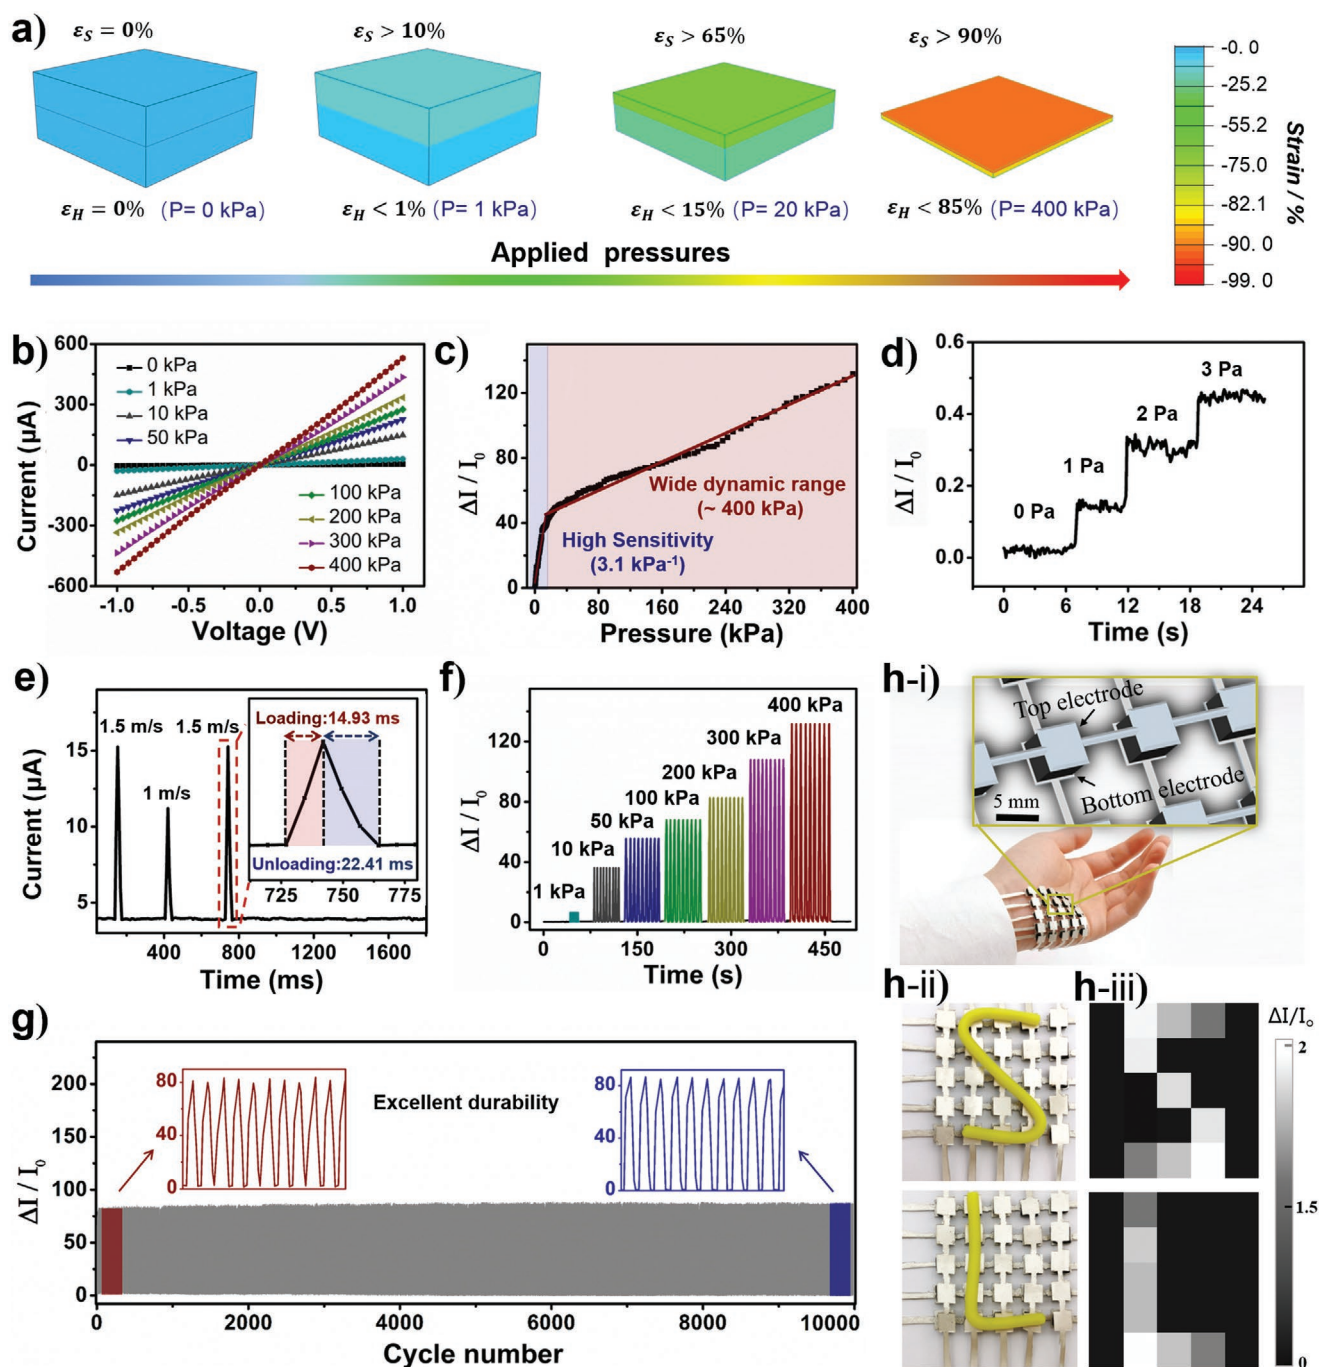 a)
εS = 0%
εS > 10%
εS > 65%
εS > 90%
εH = 0% (P= 0 kPa)
εH < 1% (P= 1 kPa)
εH < 15% (P= 20 kPa)
εH < 85% (P= 400 kPa)
Applied pressures
-0. 0
-25.2
-55.2
-75.0
-82.1
-90. 0
-99. 0
Strain / %
b)
600
300
0
-300
-600
Current (μA)
0 kPa
1 kPa
10 kPa
50 kPa
100 kPa
200 kPa
300 kPa
400 kPa
-1.0 -0.5 0.0 0.5 1.0
Voltage (V)
c)
120
80
40
0
ΔI / I0
Wide dynamic range
(~ 400 kPa)
High Sensitivity
(3.1 kPa-1)
0 80 160 240 320 400
Pressure (kPa)
d)
0.6
0.4
0.2
0.0
ΔI / I0
0 Pa
1 Pa
2 Pa
3 Pa
0 6 12 18 24
Time (s)
e)
15
10
5
Current (μA)
1.5 m/s
1 m/s
1.5 m/s
Loading:14.93 ms
Unloading:22.41 ms
725 750 775
400 800 1200 1600
Time (ms)
f)
120
80
40
0
ΔI / I0
1 kPa
10 kPa
50 kPa
100 kPa
200 kPa
300 kPa
400 kPa
0 150 300 450
Time (s)
g)
200
150
100
50
0
ΔI / I0
80
40
0
Excellent durability
80
40
0
0 2000 4000 6000 8000 10000
Cycle number
h-i)
Top electrode
Bottom electrode
5 mm
h-ii)
h-iii)
ΔI/Io
2
1.5
0